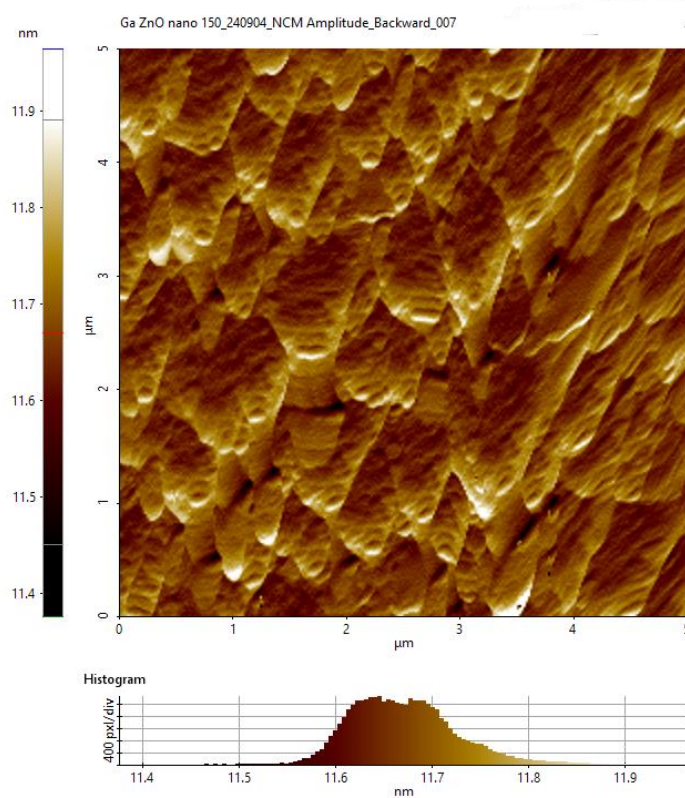 Ga ZnO nano 150_240904_NCM Amplitude_Backward_007
nm
11.9
11.8
11.7
11.6
11.5
11.4
5
4
3
2
1
0
μm
0 1 2 3 4 5
μm
Histogram
400 pxl/div
11.4 11.5 11.6 11.7 11.8 11.9
nm